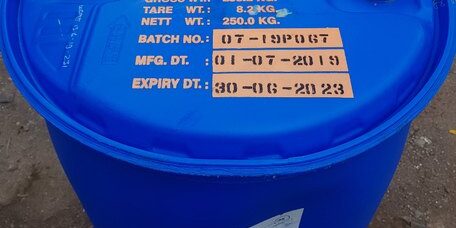 TARE WT.: 8.2 KG.
NETT WT.: 250.0 KG.
BATCH NO.: 07-19P067
MFG. DT.: 01-07-2019
EXPIRY DT.: 30-06-2023